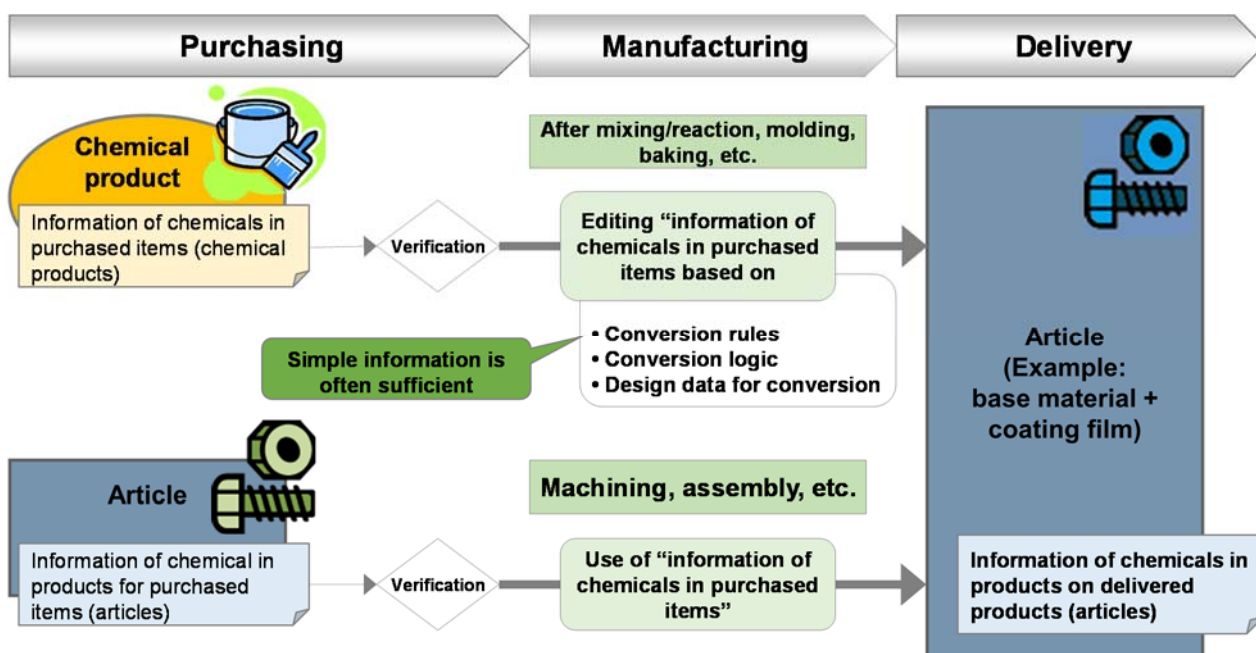 Purchasing
Manufacturing
Delivery
Chemical
product
Information of chemicals in
purchased items (chemical
products)
Verification
After mixing/reaction, molding,
baking, etc.
Editing “information of
chemicals in purchased
items based on
• Conversion rules
• Conversion logic
• Design data for conversion
Simple information is
often sufficient
Article
Information of chemical in
products for purchased
items (articles)
Verification
Machining, assembly, etc.
Use of “information of
chemicals in purchased
items”
Article
(Example:
base material +
coating film)
Information of chemicals in
products on delivered
products (articles)